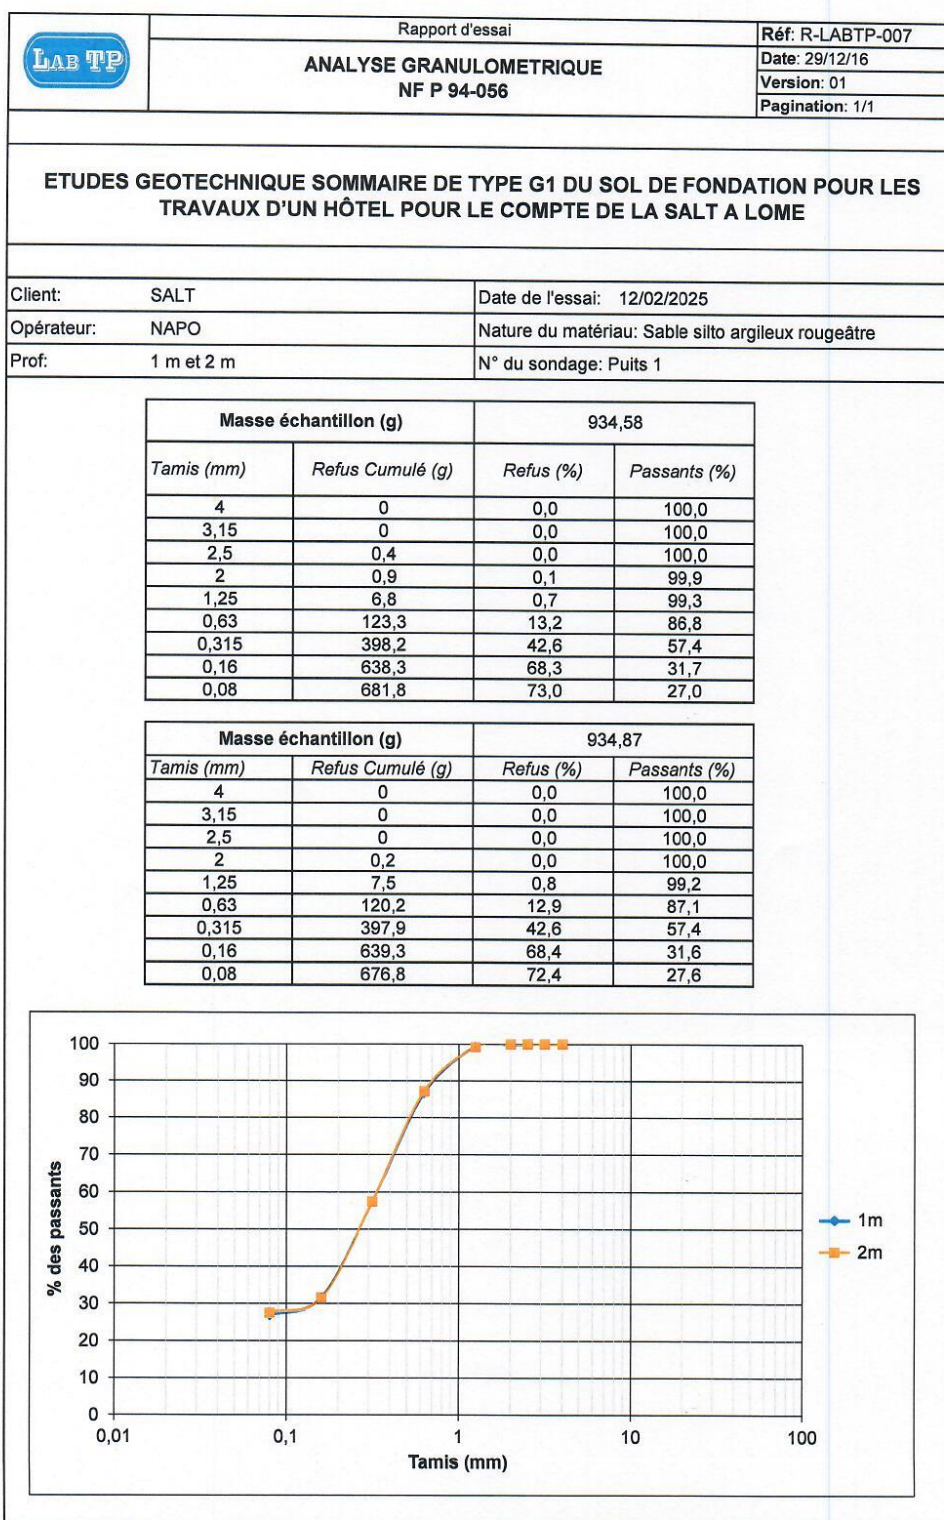 LAB TP
Rapport d'essai
ANALYSE GRANULOMETRIQUE
NF P 94-056
Réf: R-LABTP-007
Date: 29/12/16
Version: 01
Pagination: 1/1
ETUDES GEOTECHNIQUE SOMMAIRE DE TYPE G1 DU SOL DE FONDATION POUR LES
TRAVAUX D'UN HÔTEL POUR LE COMPTE DE LA SALT A LOME
Client: SALT Date de l'essai: 12/02/2025
Opérateur: NAPO Nature du matériau: Sable silto argileux rougeâtre
Prof: 1 m et 2 m N° du sondage: Puits 1
Masse échantillon (g) 934,58
Tamis (mm) Refus Cumulé (g) Refus (%) Passants (%)
4 0 0,0 100,0
3,15 0 0,0 100,0
2,5 0,4 0,0 100,0
2 0,9 0,1 99,9
1,25 6,8 0,7 99,3
0,63 123,3 13,2 86,8
0,315 398,2 42,6 57,4
0,16 638,3 68,3 31,7
0,08 681,8 73,0 27,0
Masse échantillon (g) 934,87
Tamis (mm) Refus Cumulé (g) Refus (%) Passants (%)
4 0 0,0 100,0
3,15 0 0,0 100,0
2,5 0 0,0 100,0
2 0,2 0,0 100,0
1,25 7,5 0,8 99,2
0,63 120,2 12,9 87,1
0,315 397,9 42,6 57,4
0,16 639,3 68,4 31,6
0,08 676,8 72,4 27,6
% des passants
100
90
80
70
60
50
40
30
20
10
0
0,01 0,1 1 10 100
Tamis (mm)
1m
2m